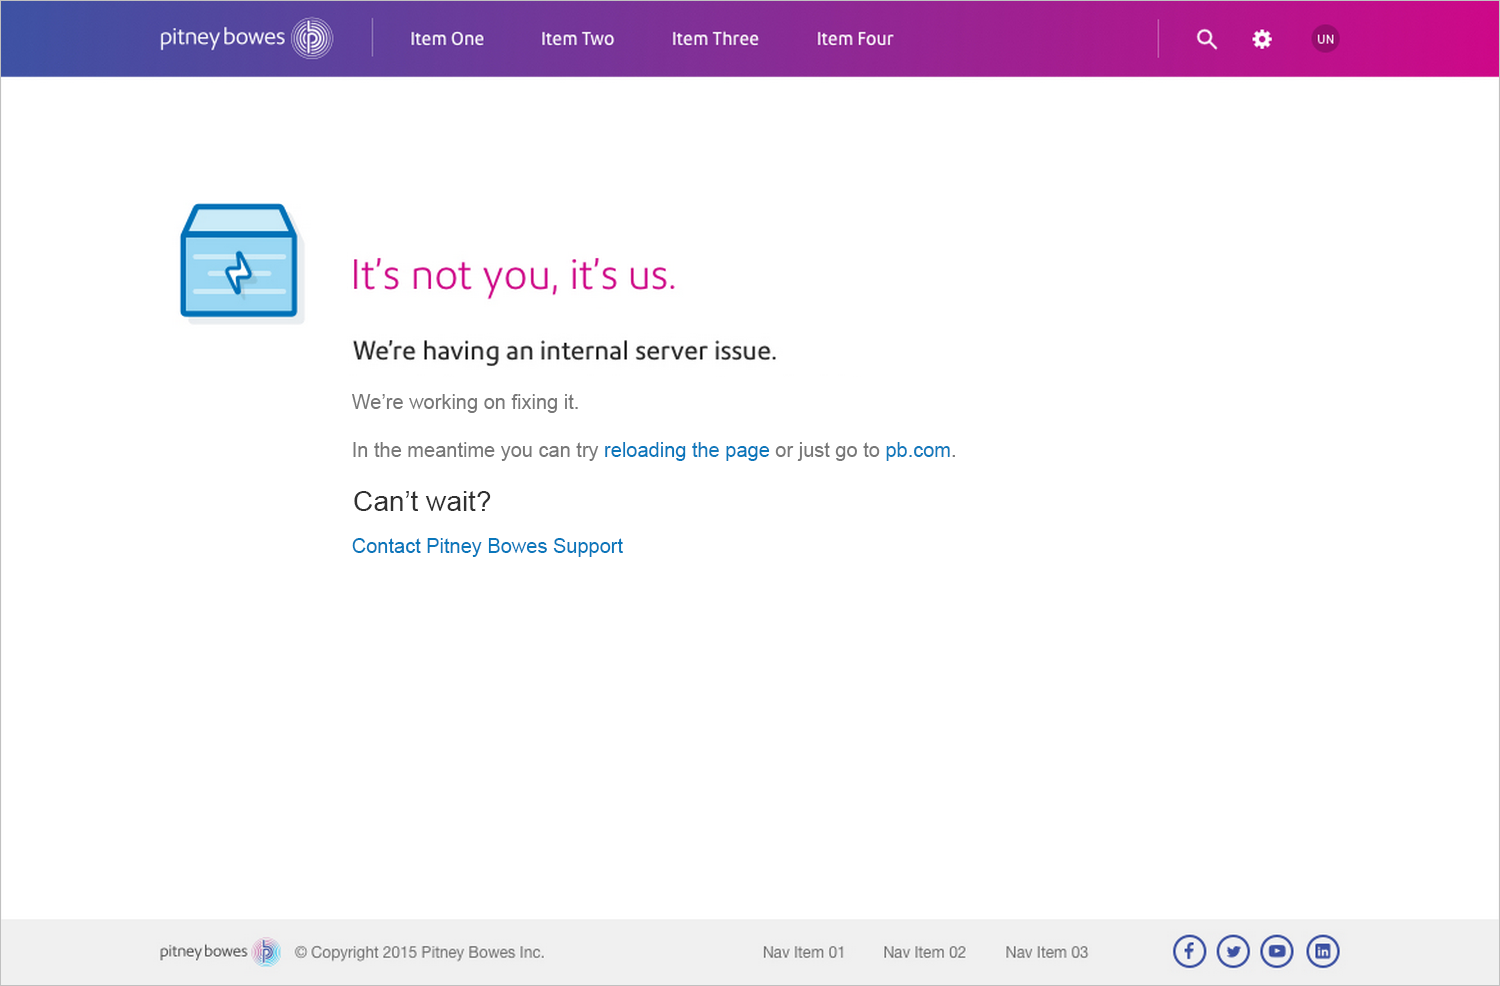 pitney bowes
Item One
Item Two
Item Three
Item Four
UN
It's not you, it's us.
We're having an internal server issue.
We're working on fixing it.
In the meantime you can try reloading the page or just go to pb.com.
Can't wait?
Contact Pitney Bowes Support
pitney bowes
© Copyright 2015 Pitney Bowes Inc.
Nav Item 01
Nav Item 02
Nav Item 03